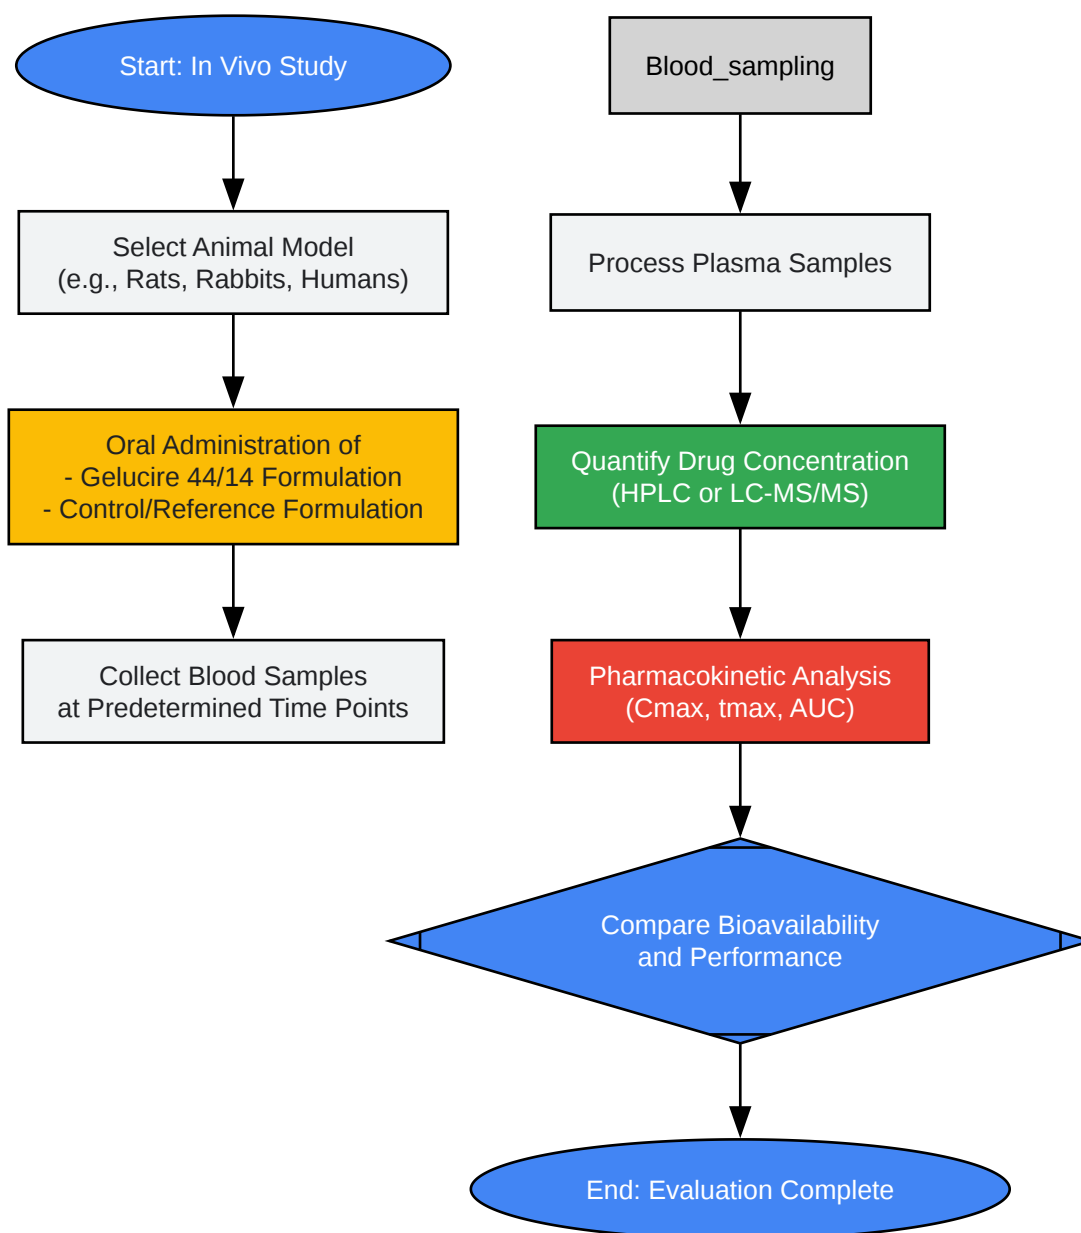 Start: In Vivo Study
Select Animal Model
(e.g., Rats, Rabbits, Humans)
Oral Administration of
- Gelucire 44/14 Formulation
- Control/Reference Formulation
Collect Blood Samples
at Predetermined Time Points
Blood_sampling
Process Plasma Samples
Quantify Drug Concentration
(HPLC or LC-MS/MS)
Pharmacokinetic Analysis
(Cmax, tmax, AUC)
Compare Bioavailability
and Performance
End: Evaluation Complete